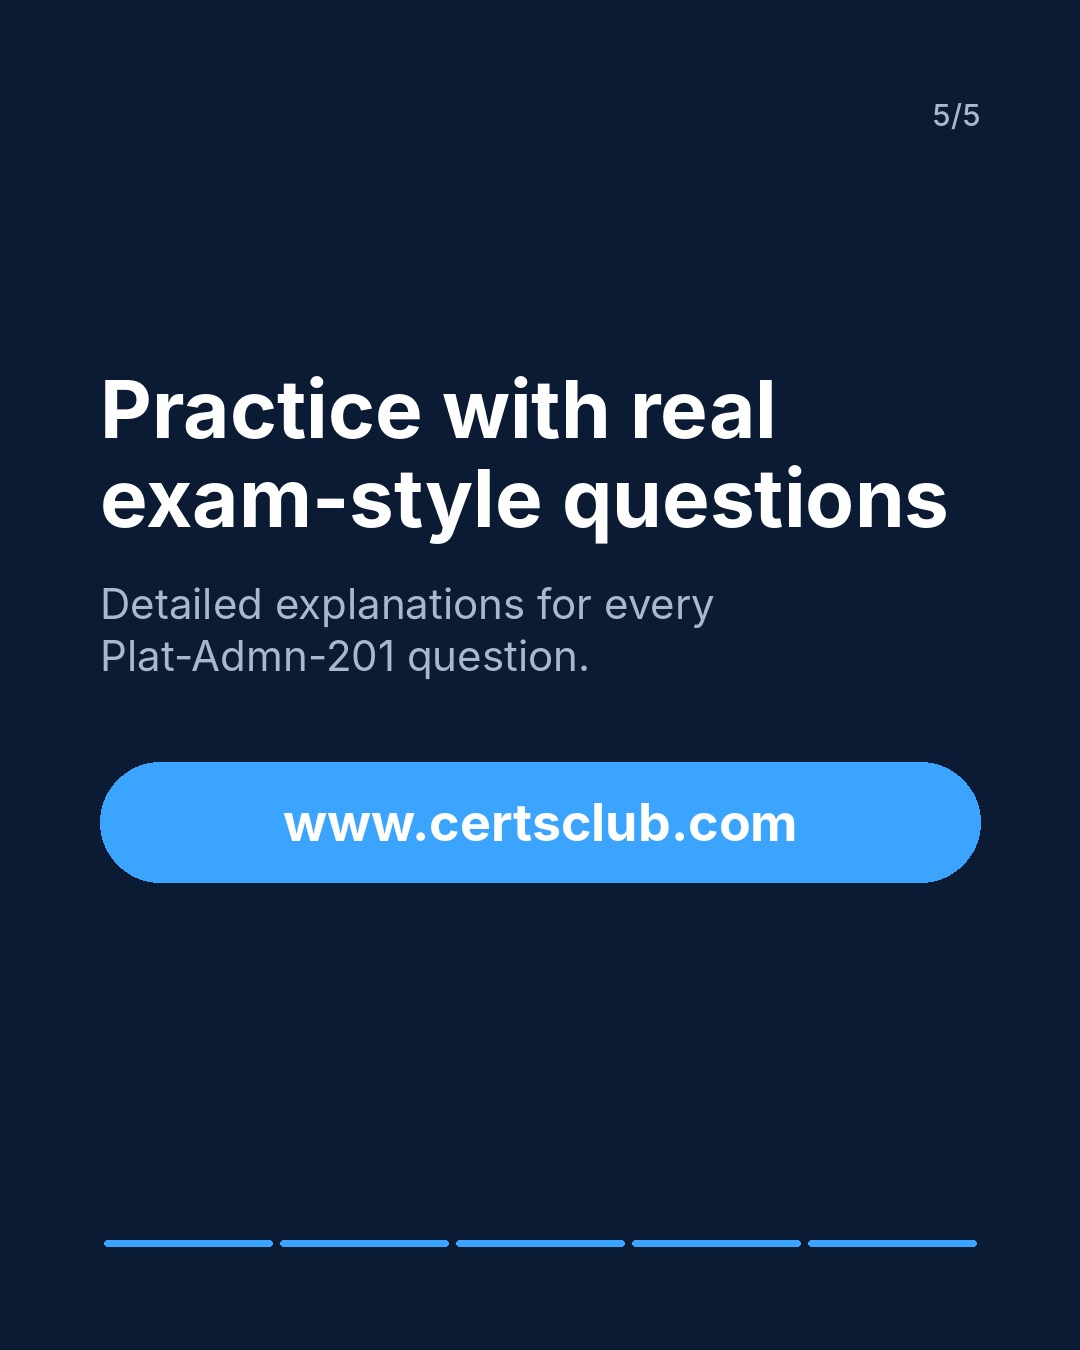 5/5
Practice with real
exam-style questions
Detailed explanations for every
Plat-Admn-201 question.
www.certsclub.com